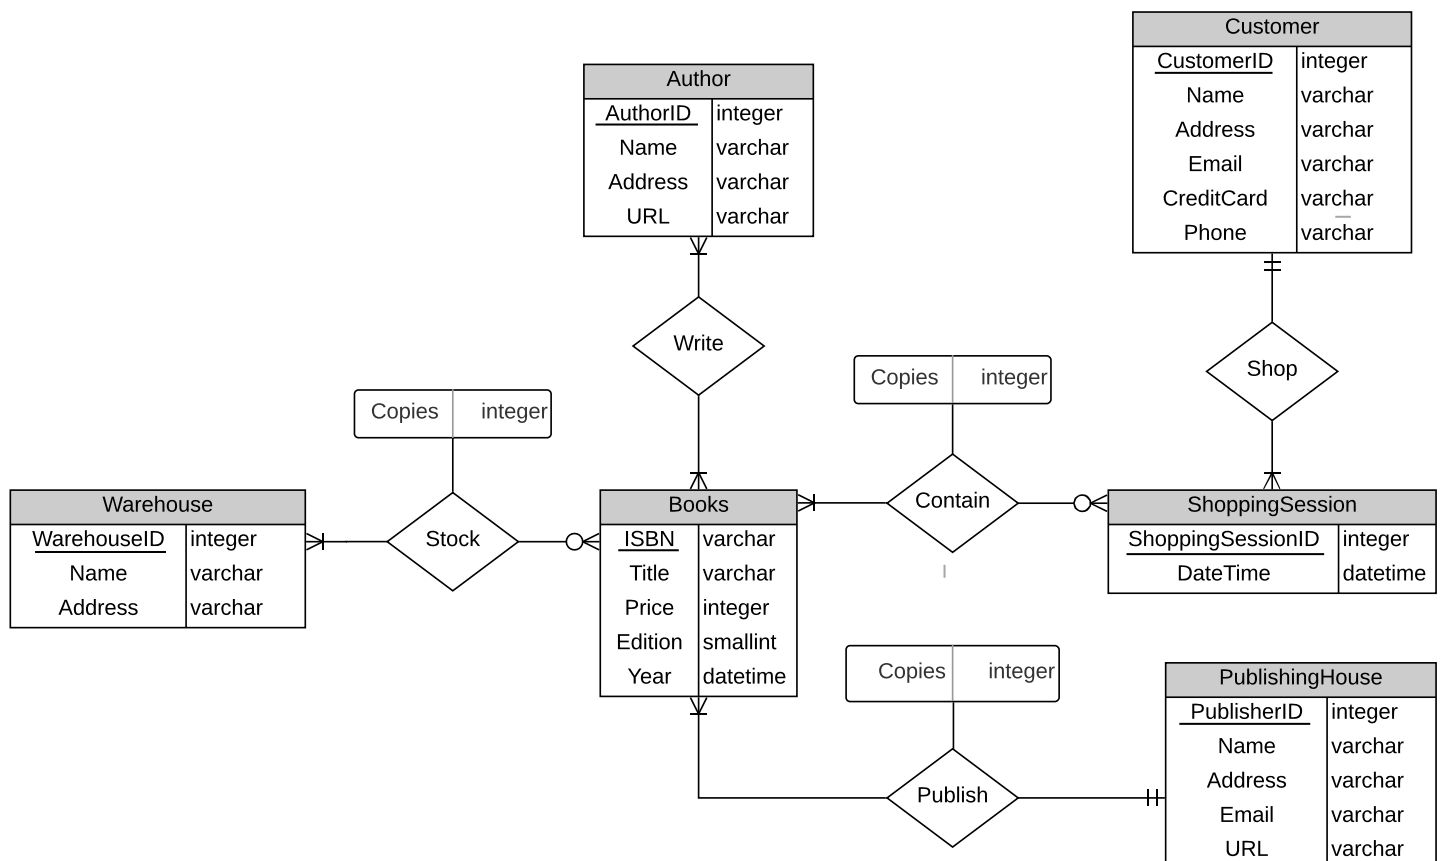 Customer
CustomerID integer
Name varchar
Address varchar
Email varchar
CreditCard varchar
Phone varchar
Author
AuthorID integer
Name varchar
Address varchar
URL varchar
Write
Shop
Copies integer
Copies integer
Warehouse
WarehouseID integer
Name varchar
Address varchar
Stock
Books
ISBN varchar
Title varchar
Price integer
Edition smallint
Year datetime
Contain
ShoppingSession
ShoppingSessionID integer
DateTime datetime
Copies integer
Publish
PublishingHouse
PublisherID integer
Name varchar
Address varchar
Email varchar
URL varchar